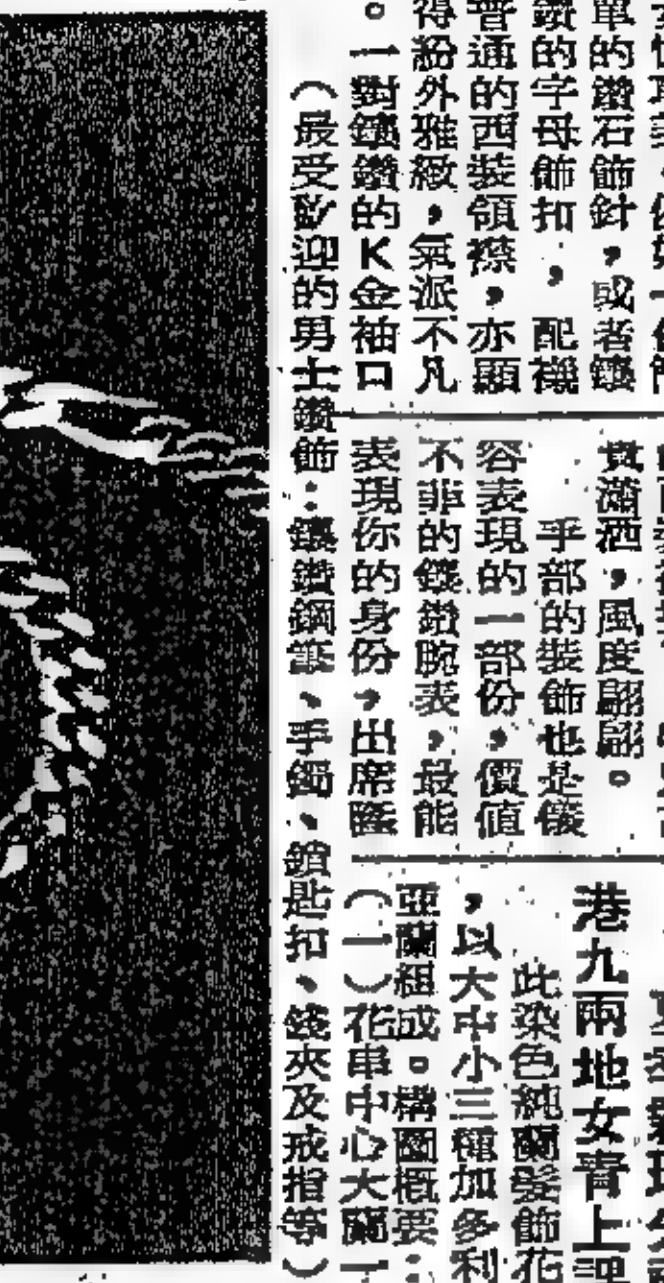 單的鑽石飾針，或者鑲
鑽的字母飾扣，配襯
普通的西裝領襟，亦顯
得紛外雅緻，氣派不凡
。一對鑲鑽的K金袖口
（最受歡迎的男士鑽飾：鑲鑽鋼筆、手鐲、鎖匙扣、錢夾及戒指等）
貫瀟洒，風度翩翩。
手部的裝飾也是儀
容表現的一部份，價值
不菲的鑲鑽腕表，最能
表現你的身份，出席隆
港九兩地女青上課
此染色純蘭髮飾花
，以大中小三種加多利
亞蘭組成。構圖概要：
（一）花串中心大蘭一